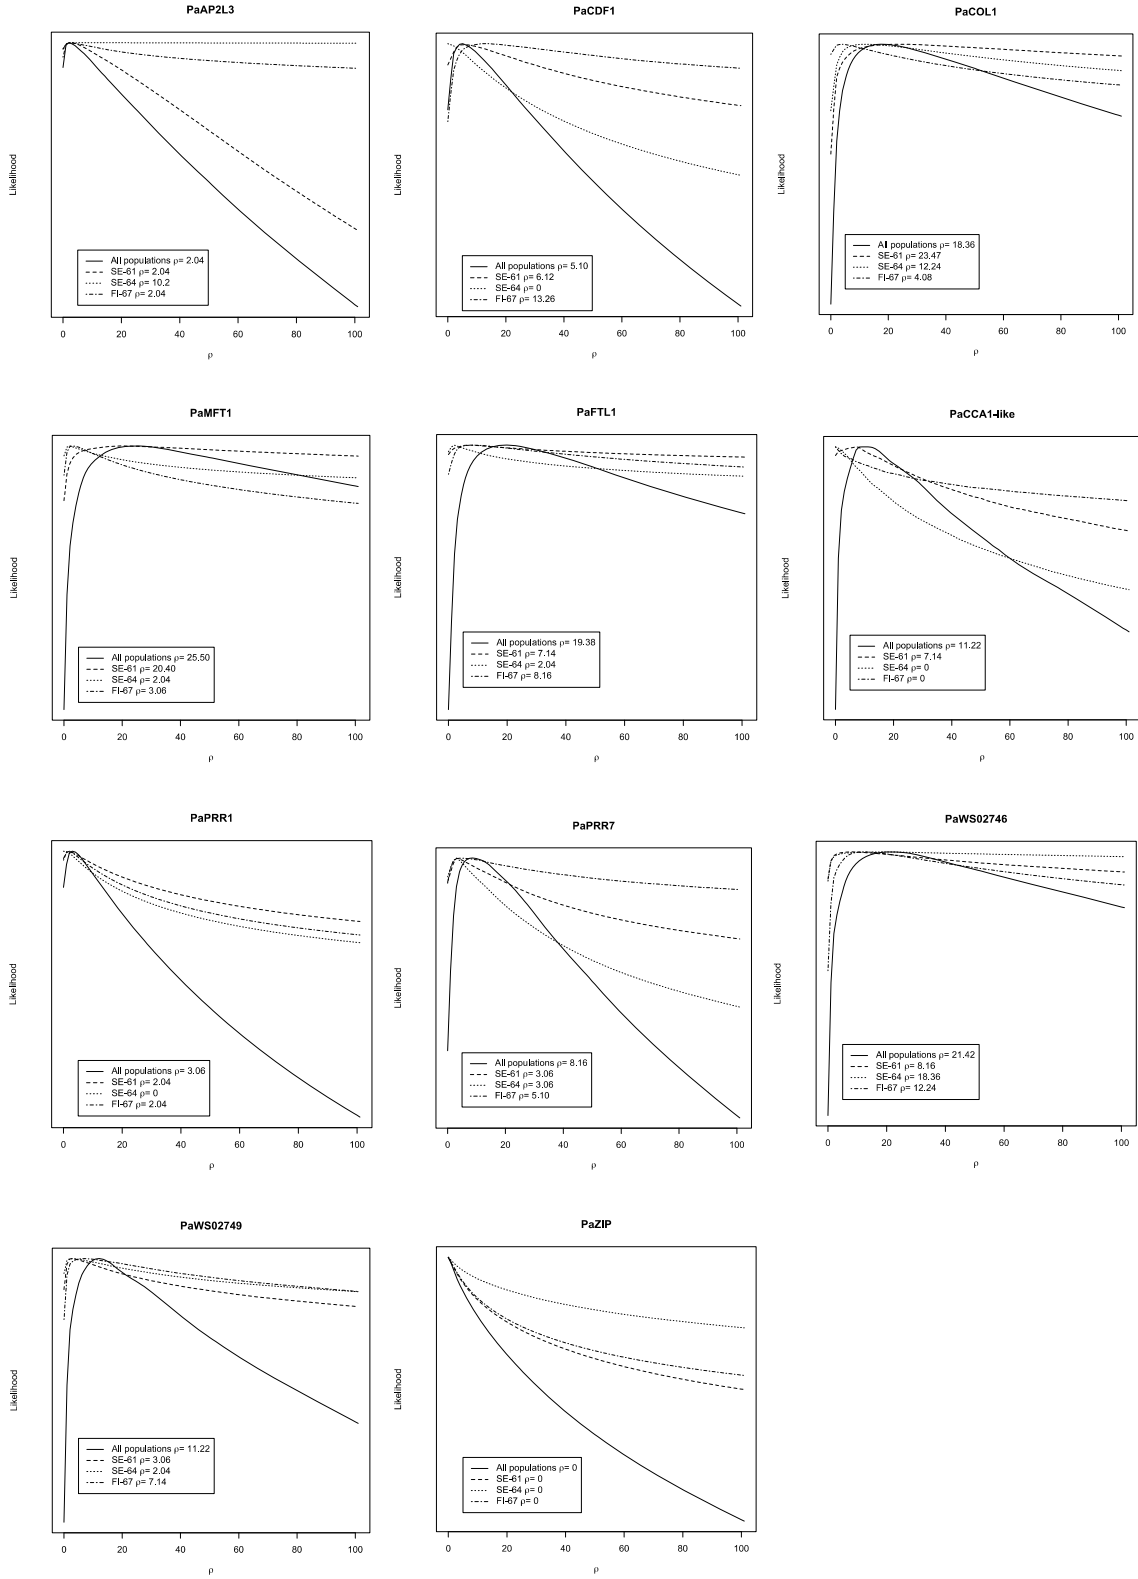 PaAP2L3
Likelihood
All populations ρ= 2.04
SE-61 ρ= 2.04
SE-64 ρ= 10.2
FI-67 ρ= 2.04
0 20 40 60 80 100
ρ
PaCDF1
Likelihood
All populations ρ= 5.10
SE-61 ρ= 6.12
SE-64 ρ= 0
FI-67 ρ= 13.26
0 20 40 60 80 100
ρ
PaCOL1
Likelihood
All populations ρ= 18.36
SE-61 ρ= 23.47
SE-64 ρ= 12.24
FI-67 ρ= 4.08
0 20 40 60 80 100
ρ
PaMFT1
Likelihood
All populations ρ= 25.50
SE-61 ρ= 20.40
SE-64 ρ= 2.04
FI-67 ρ= 3.06
0 20 40 60 80 100
ρ
PaFTL1
Likelihood
All populations ρ= 19.38
SE-61 ρ= 7.14
SE-64 ρ= 2.04
FI-67 ρ= 8.16
0 20 40 60 80 100
ρ
PaCCA1-like
Likelihood
All populations ρ= 11.22
SE-61 ρ= 7.14
SE-64 ρ= 0
FI-67 ρ= 0
0 20 40 60 80 100
ρ
PaPRR1
Likelihood
All populations ρ= 3.06
SE-61 ρ= 2.04
SE-64 ρ= 0
FI-67 ρ= 2.04
0 20 40 60 80 100
ρ
PaPRR7
Likelihood
All populations ρ= 8.16
SE-61 ρ= 3.06
SE-64 ρ= 3.06
FI-67 ρ= 5.10
0 20 40 60 80 100
ρ
PaWS02746
Likelihood
All populations ρ= 21.42
SE-61 ρ= 8.16
SE-64 ρ= 18.36
FI-67 ρ= 12.24
0 20 40 60 80 100
ρ
PaWS02749
Likelihood
All populations ρ= 11.22
SE-61 ρ= 3.06
SE-64 ρ= 2.04
FI-67 ρ= 7.14
0 20 40 60 80 100
ρ
PaZIP
Likelihood
All populations ρ= 0
SE-61 ρ= 0
SE-64 ρ= 0
FI-67 ρ= 0
0 20 40 60 80 100
ρ